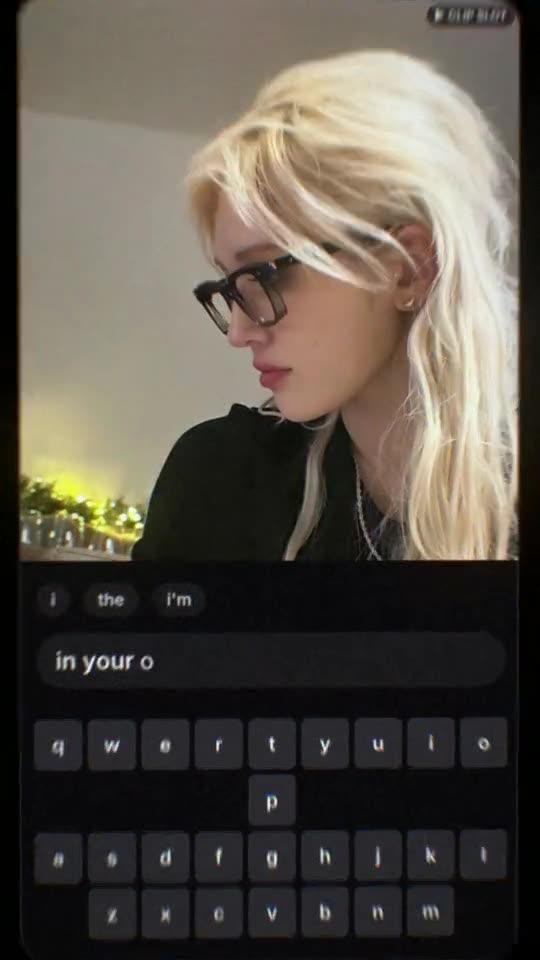 ▶ CLIP SLOT
i the i'm
in your o
q w e r t y u i o
p
a s d f g h j k l
z x c v b n m